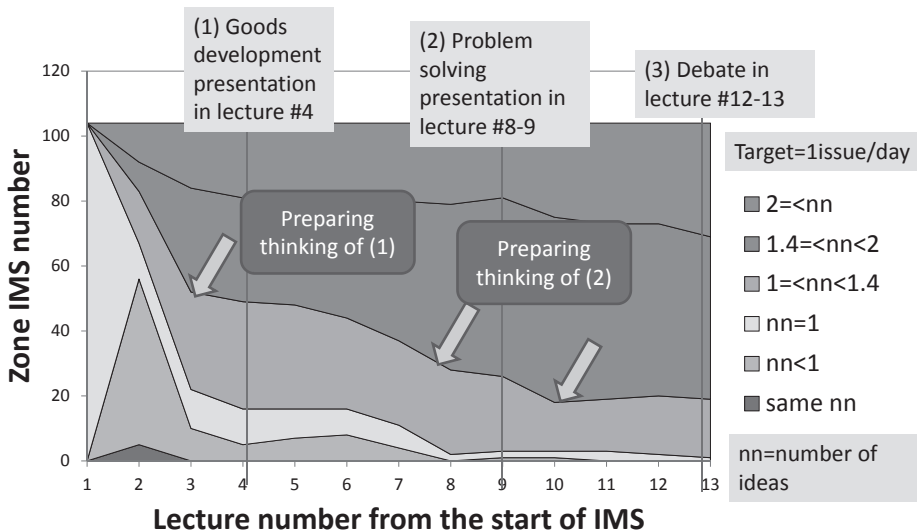 (1) Goods
development
presentation
in lecture #4
(2) Problem
solving
presentation in
lecture #8-9
(3) Debate in
lecture #12-13
Target=1issue/day
2=<nn
1.4=<nn<2
1=<nn<1.4
nn=1
nn<1
same nn
nn=number of
ideas
Preparing
thinking of (1)
Preparing
thinking of (2)
Zone IMS number
120
100
80
60
40
20
0
1 2 3 4 5 6 7 8 9 10 11 12 13
Lecture number from the start of IMS